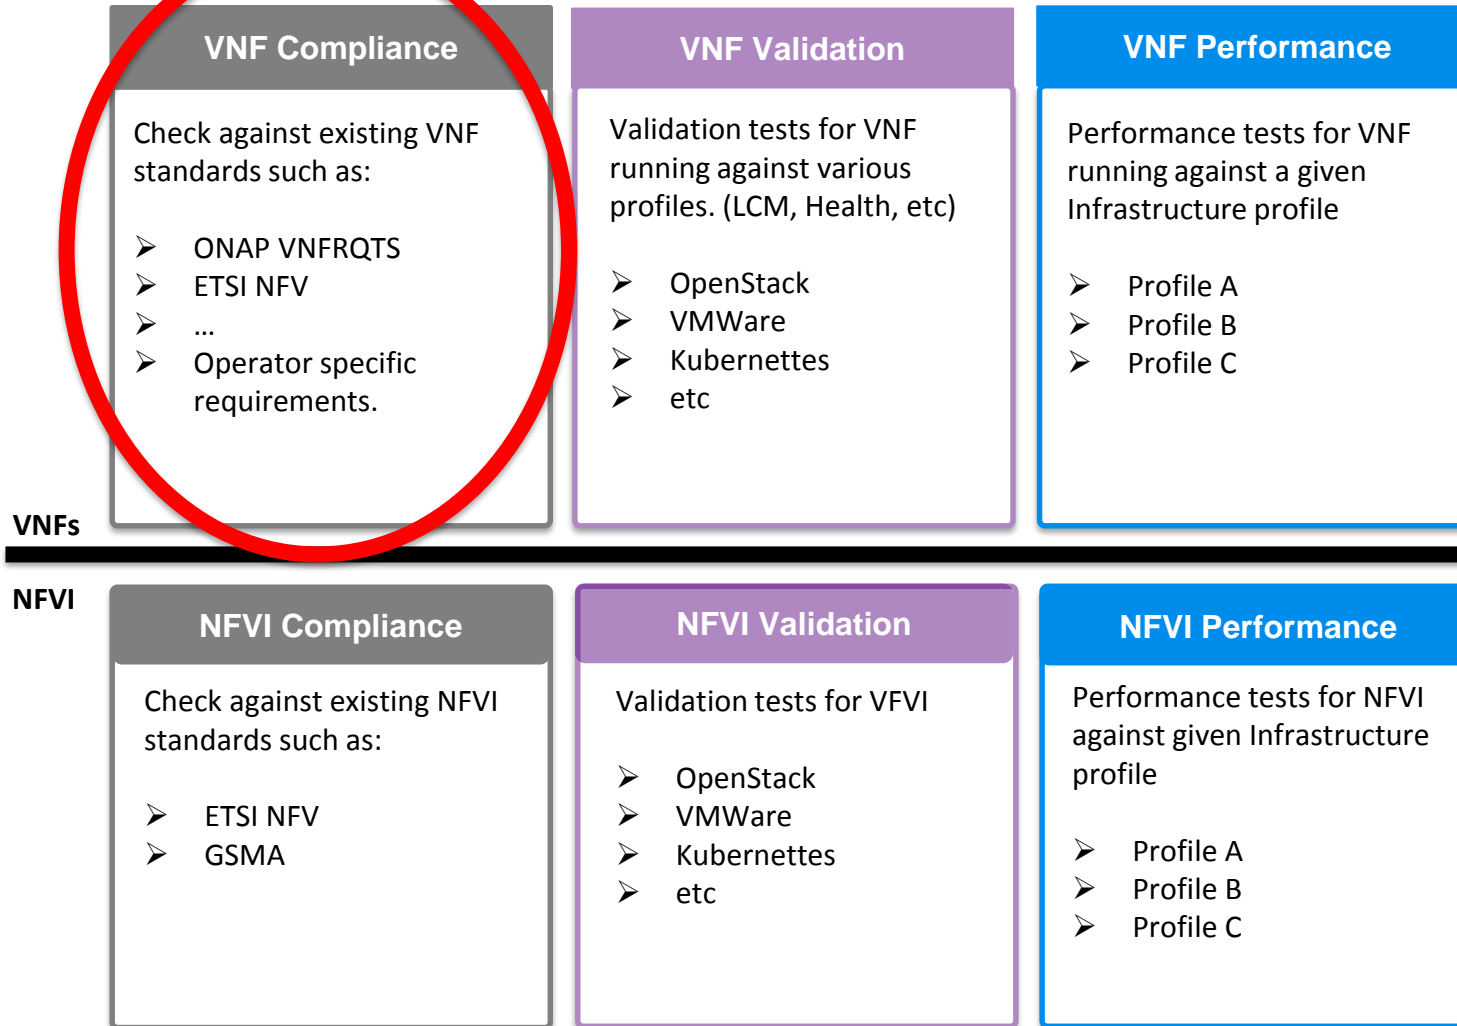 VNF Compliance
Check against existing VNF
standards such as:
➢ ONAP VNFRQTS
➢ ETSI NFV
➢ ...
➢ Operator specific
requirements.
VNF Validation
Validation tests for VNF
running against various
profiles. (LCM, Health, etc)
➢ OpenStack
➢ VMWare
➢ Kubernettes
➢ etc
VNF Performance
Performance tests for VNF
running against a given
Infrastructure profile
➢ Profile A
➢ Profile B
➢ Profile C
VNFs
NFVI
NFVI Compliance
Check against existing NFVI
standards such as:
➢ ETSI NFV
➢ GSMA
NFVI Validation
Validation tests for VFVI
➢ OpenStack
➢ VMWare
➢ Kubernettes
➢ etc
NFVI Performance
Performance tests for NFVI
against given Infrastructure
profile
➢ Profile A
➢ Profile B
➢ Profile C